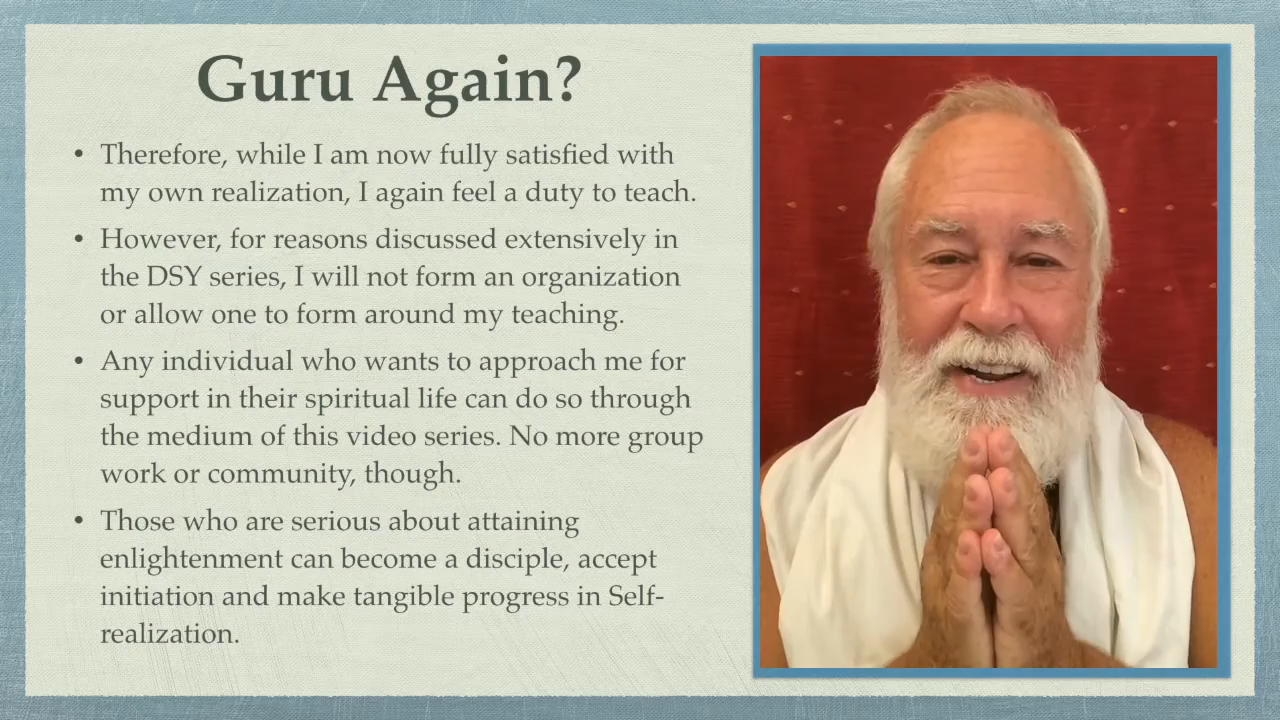 Guru Again?
• Therefore, while I am now fully satisfied with
my own realization, I again feel a duty to teach.
• However, for reasons discussed extensively in
the DSY series, I will not form an organization
or allow one to form around my teaching.
• Any individual who wants to approach me for
support in their spiritual life can do so through
the medium of this video series. No more group
work or community, though.
• Those who are serious about attaining
enlightenment can become a disciple, accept
initiation and make tangible progress in Self-
realization.